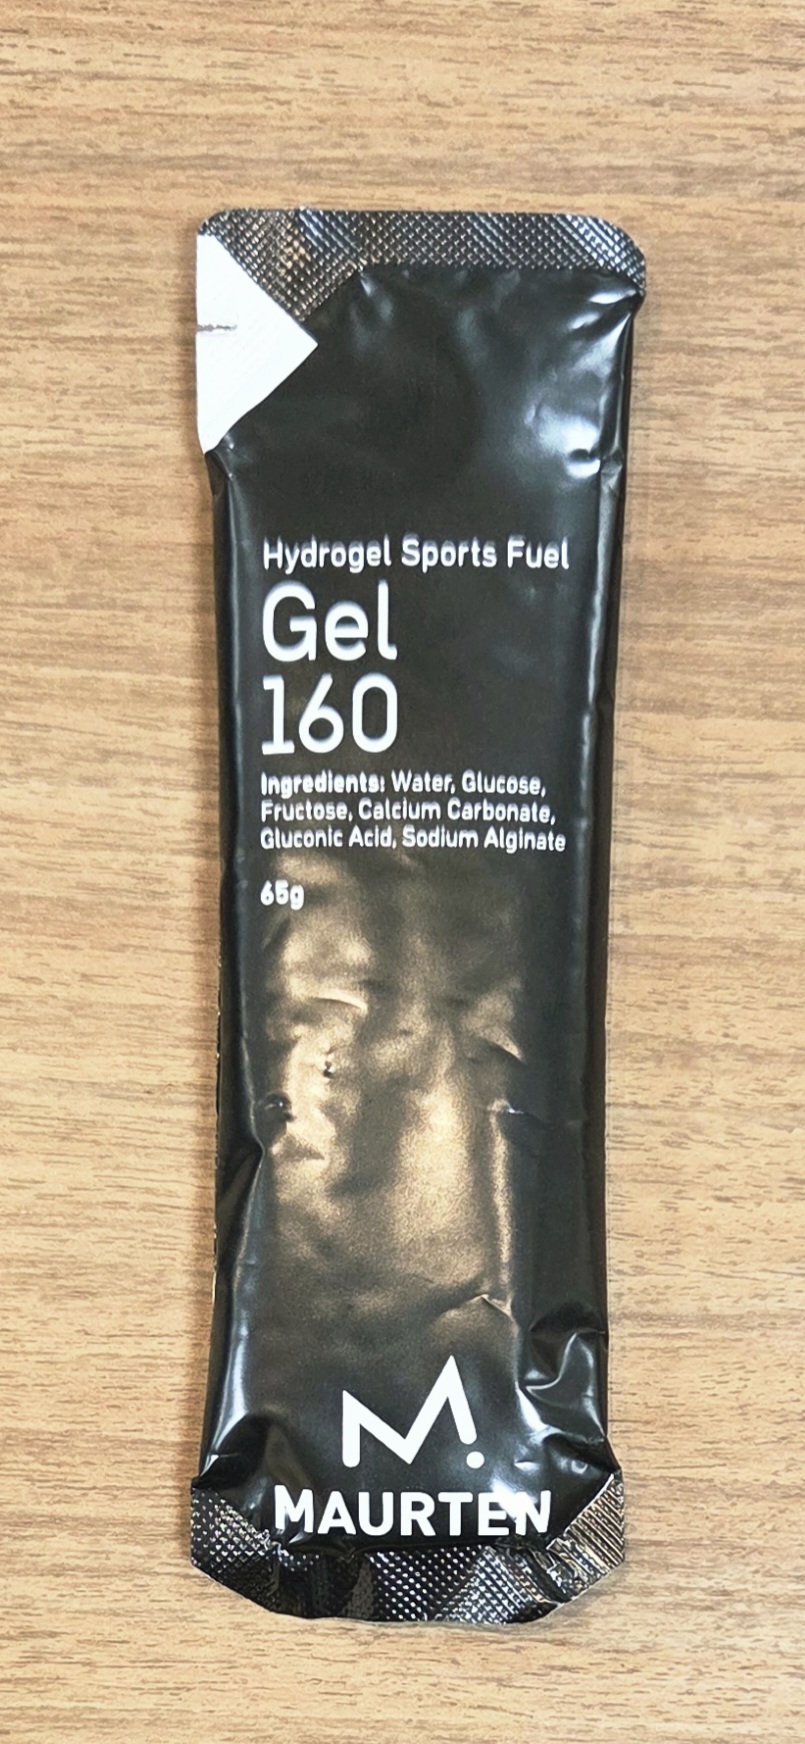 Hydrogel Sports Fuel
Gel
160
Ingredients: Water, Glucose,
Fructose, Calcium Carbonate,
Gluconic Acid, Sodium Alginate
65g
M.
MAURTEN